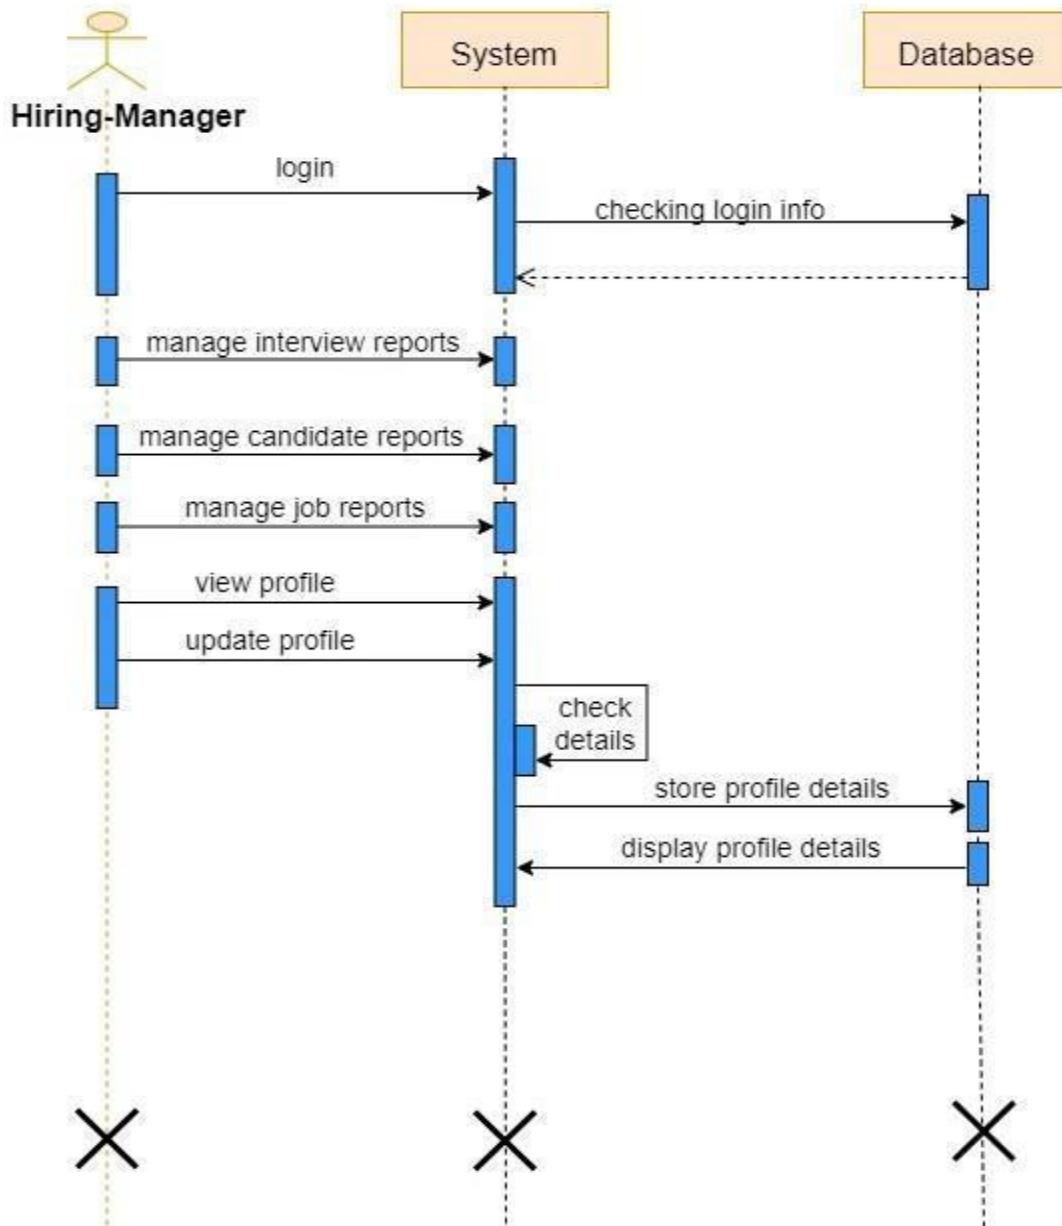 System
Database
Hiring-Manager
login
checking login info
manage interview reports
manage candidate reports
manage job reports
view profile
update profile
check
details
store profile details
display profile details